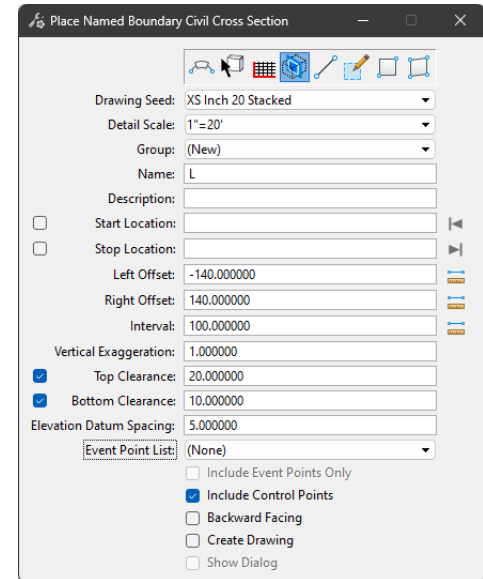 Place Named Boundary Civil Cross Section
Drawing Seed: XS Inch 20 Stacked
Detail Scale: 1"=20'
Group: (New)
Name: L
Description:
Start Location:
Stop Location:
Left Offset: -140.000000
Right Offset: 140.000000
Interval: 100.000000
Vertical Exaggeration: 1.000000
Top Clearance: 20.000000
Bottom Clearance: 10.000000
Elevation Datum Spacing: 5.000000
Event Point List: (None)
Include Event Points Only
Include Control Points
Backward Facing
Create Drawing
Show Dialog